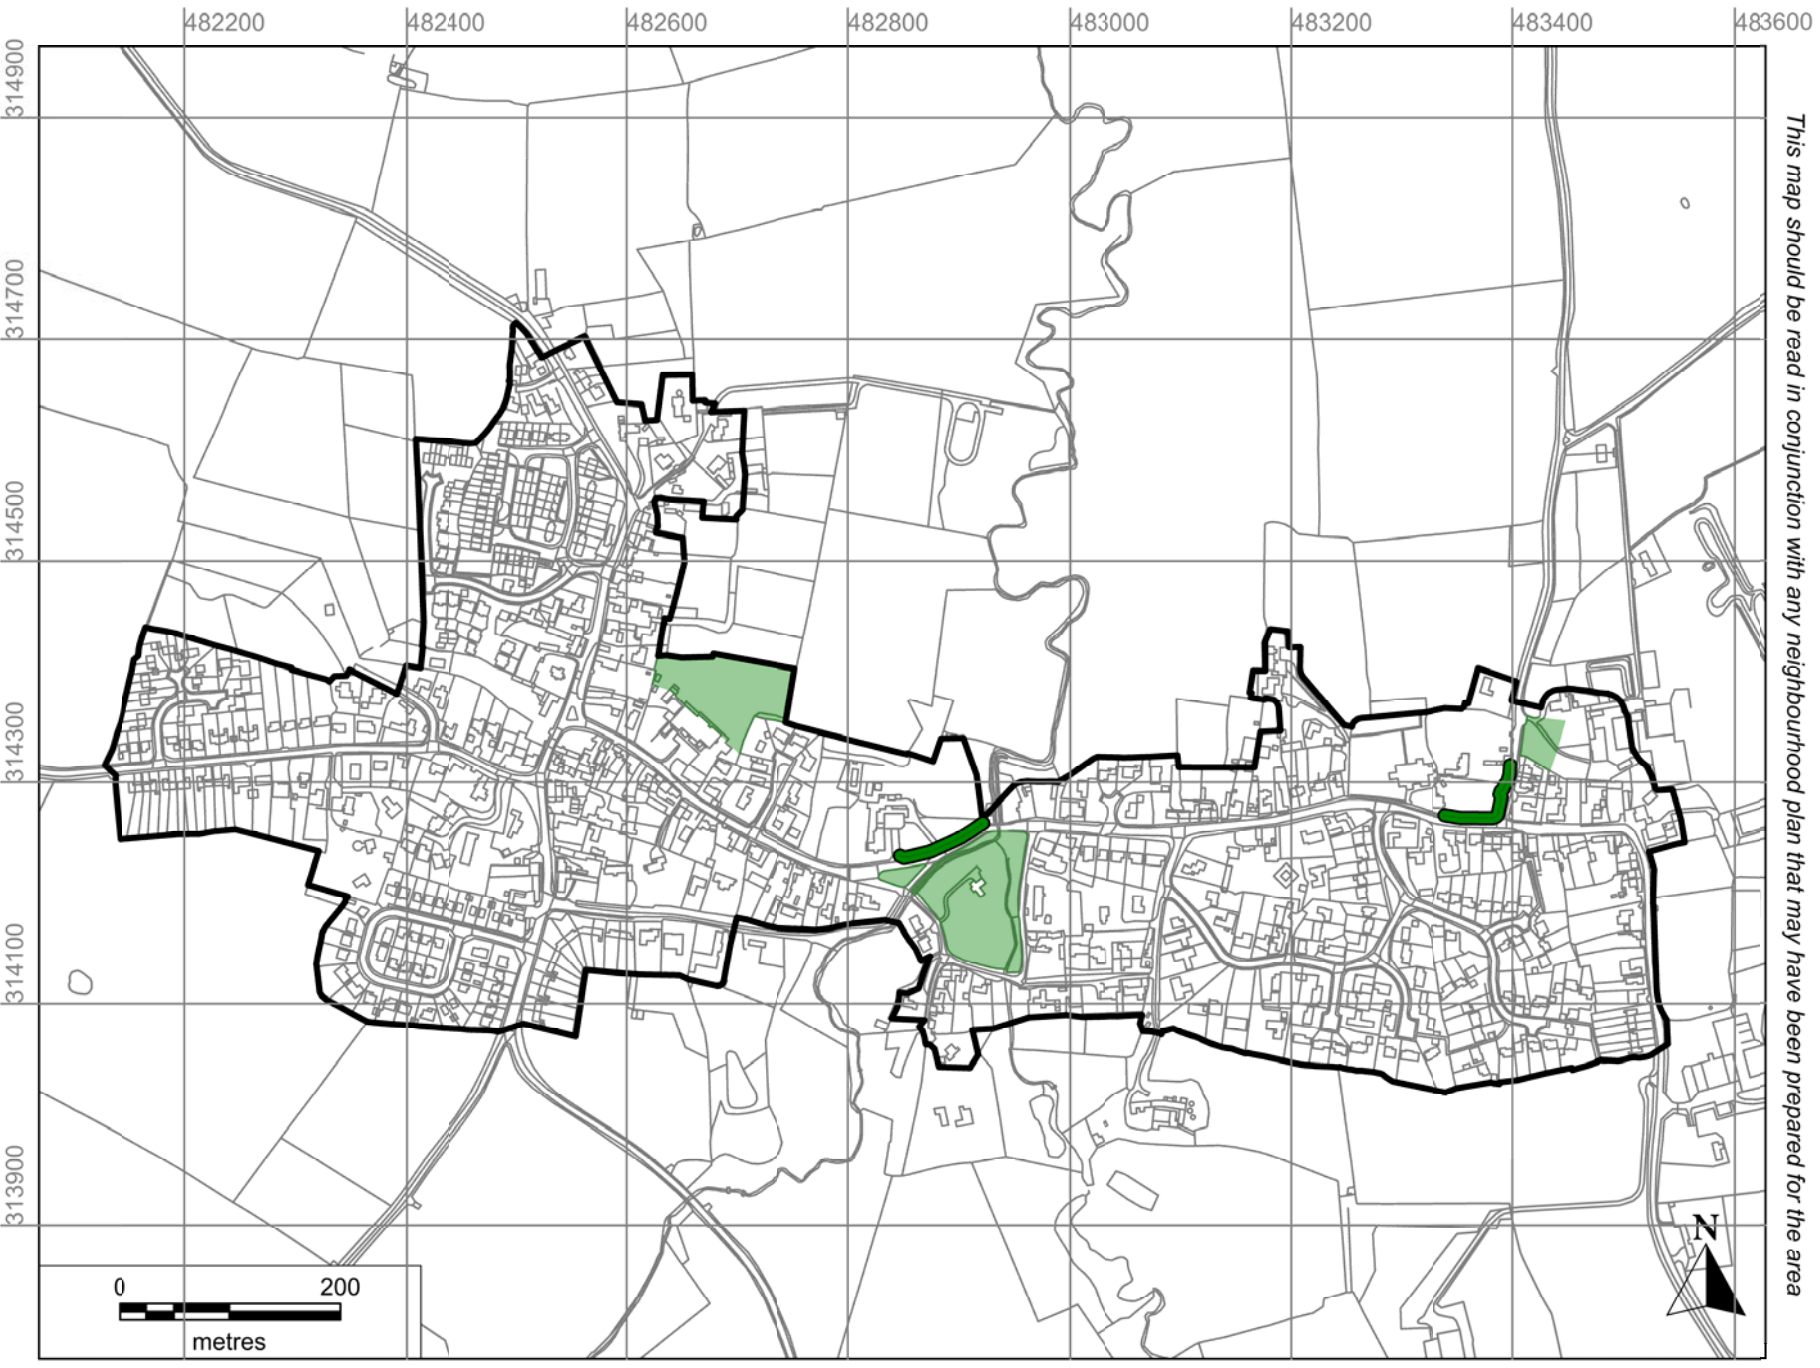 482200 482400 482600 482800 483000 483200 483400 483600
314900
314700
314500
314300
314100
313900
This map should be read in conjunction with any neighbourhood plan that may have been prepared for the area
N
0 200
metres